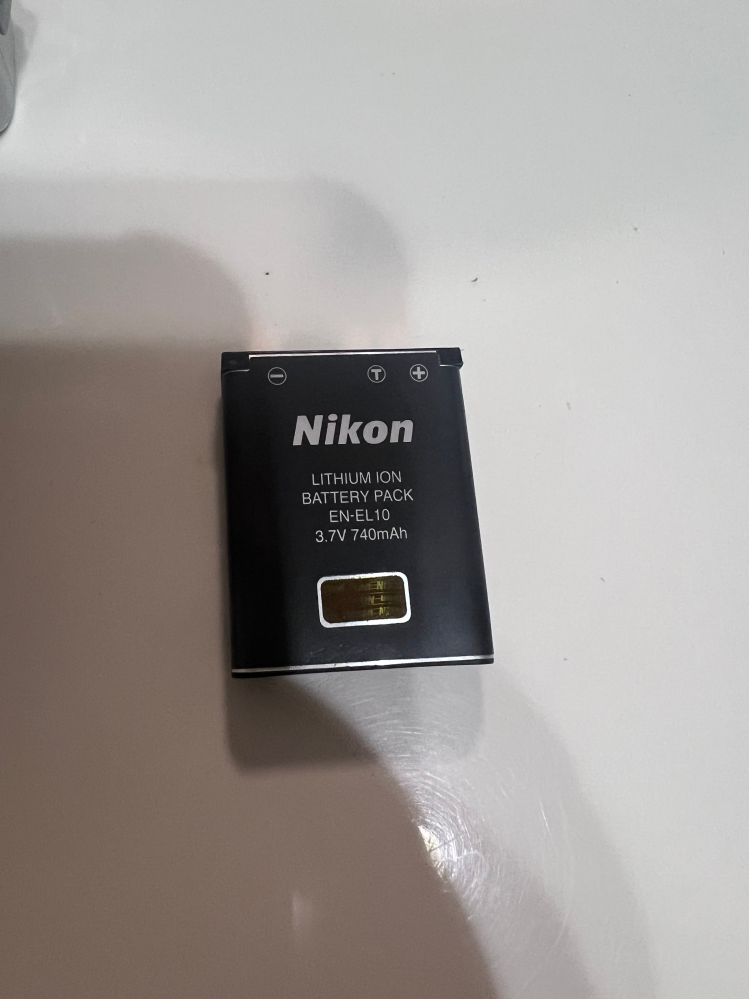 − T +
Nikon
LITHIUM ION
BATTERY PACK
EN-EL10
3.7V 740mAh